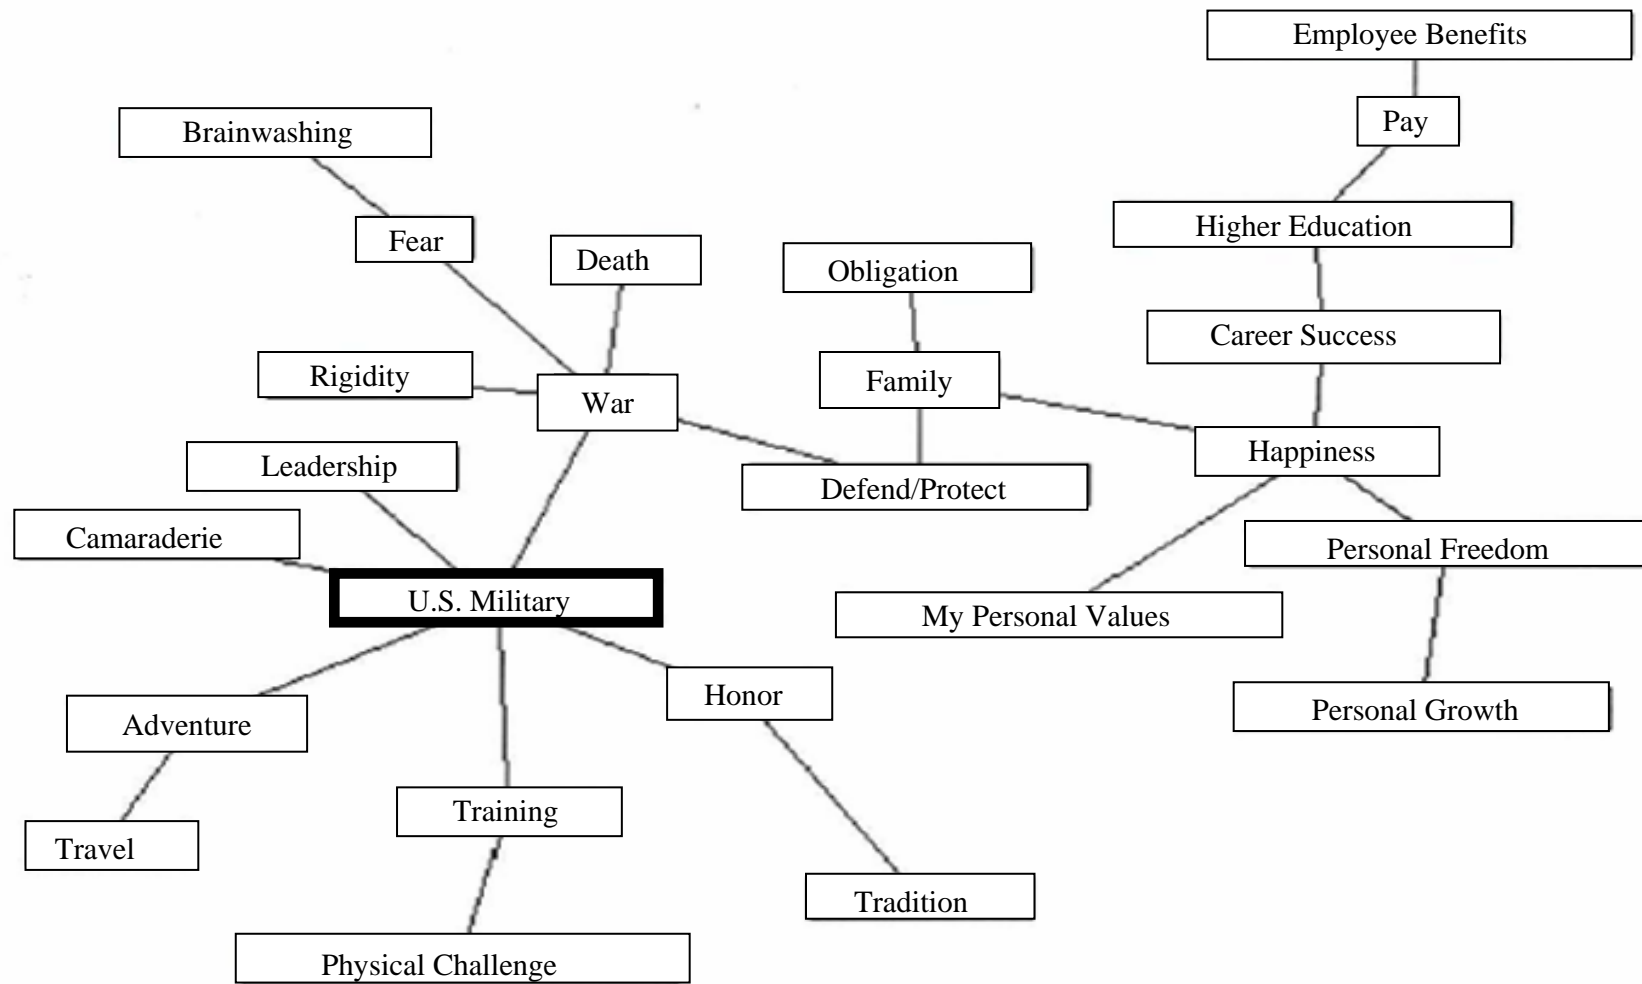 Employee Benefits
Pay
Brainwashing
Higher Education
Fear
Death
Obligation
Career Success
Rigidity
Family
War
Happiness
Leadership
Defend/Protect
Camaraderie
Personal Freedom
U.S. Military
My Personal Values
Honor
Personal Growth
Adventure
Training
Travel
Tradition
Physical Challenge